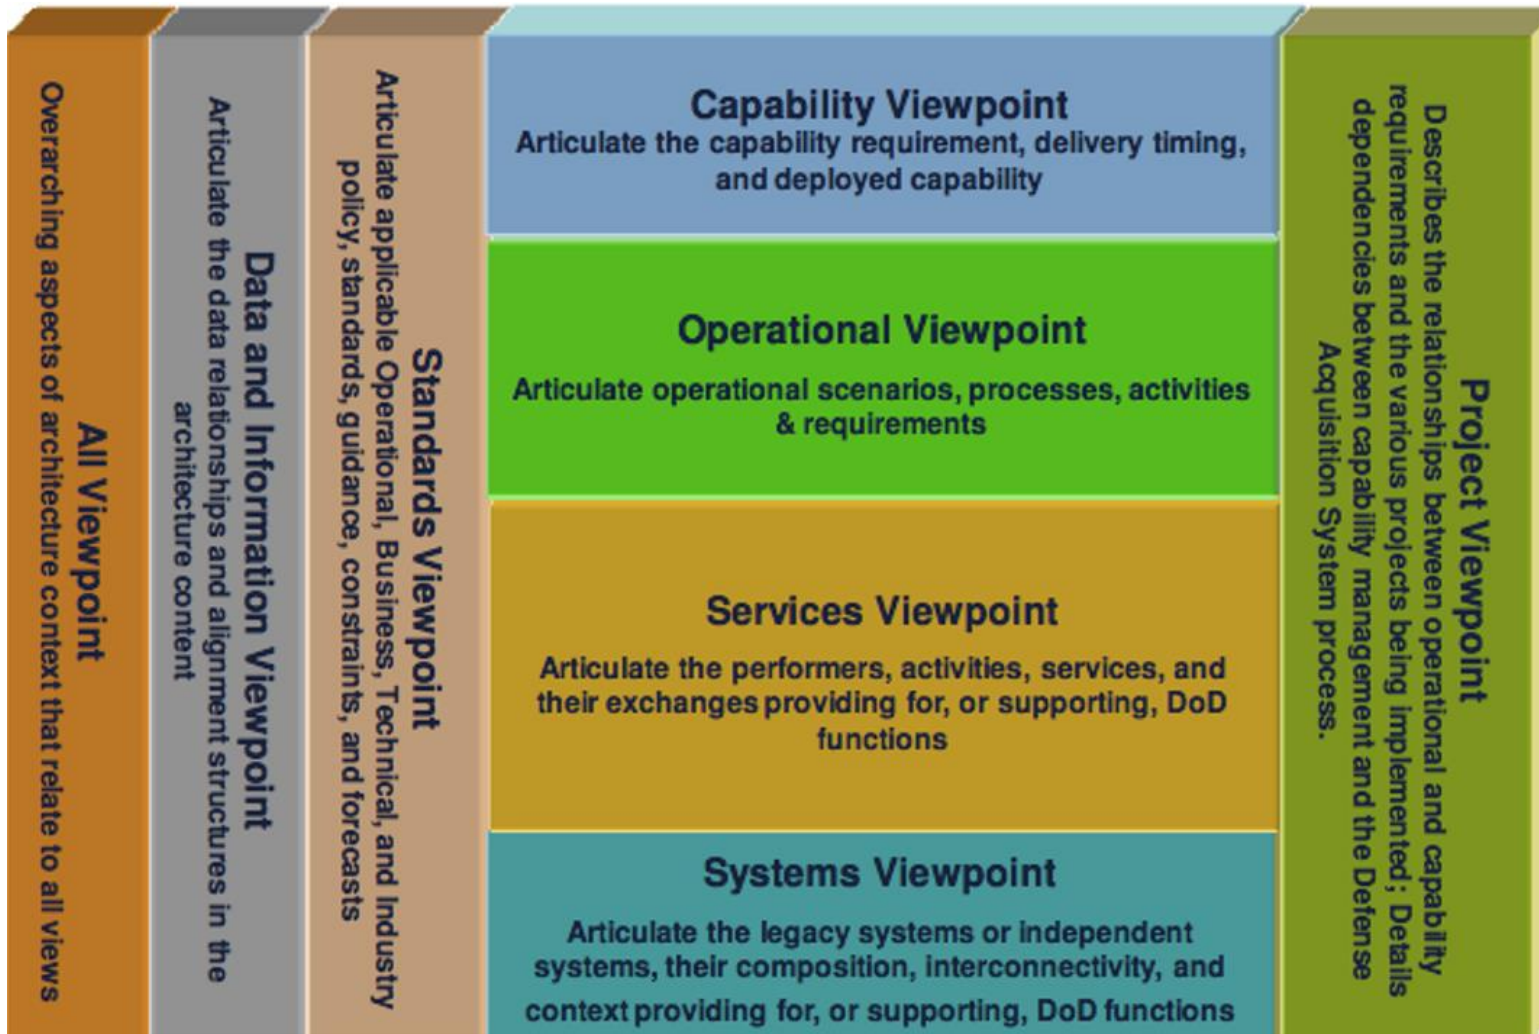 All Viewpoint
Overarching aspects of architecture context that relate to all views
Data and Information Viewpoint
Articulate the data relationships and alignment structures in the
architecture content
Standards Viewpoint
Articulate applicable Operational, Business, Technical, and Industry
policy, standards, guidance, constraints, and forecasts
Capability Viewpoint
Articulate the capability requirement, delivery timing,
and deployed capability
Operational Viewpoint
Articulate operational scenarios, processes, activities
& requirements
Services Viewpoint
Articulate the performers, activities, services, and
their exchanges providing for, or supporting, DoD
functions
Systems Viewpoint
Articulate the legacy systems or independent
systems, their composition, interconnectivity, and
context providing for, or supporting, DoD functions
Project Viewpoint
Describes the relationships between operational and capability
requirements and the various projects being implemented; Details
dependencies between capability management and the Defense
Acquisition System process.